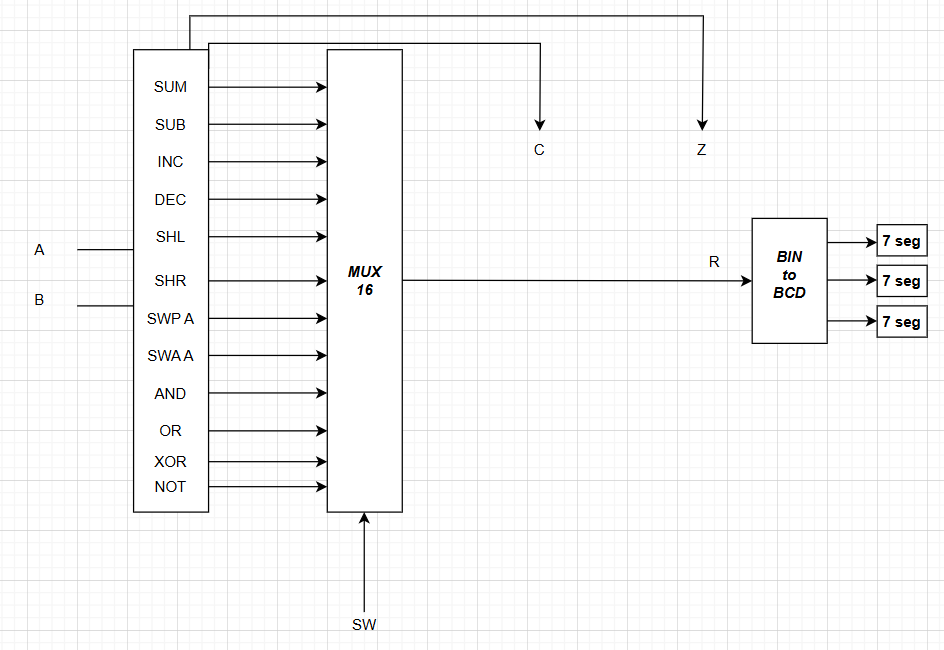 SUM
SUB
INC
DEC
SHL
SHR
SWP A
SWA A
AND
OR
XOR
NOT
A
B
MUX
16
SW
C
Z
R
BIN
to
BCD
7 seg
7 seg
7 seg